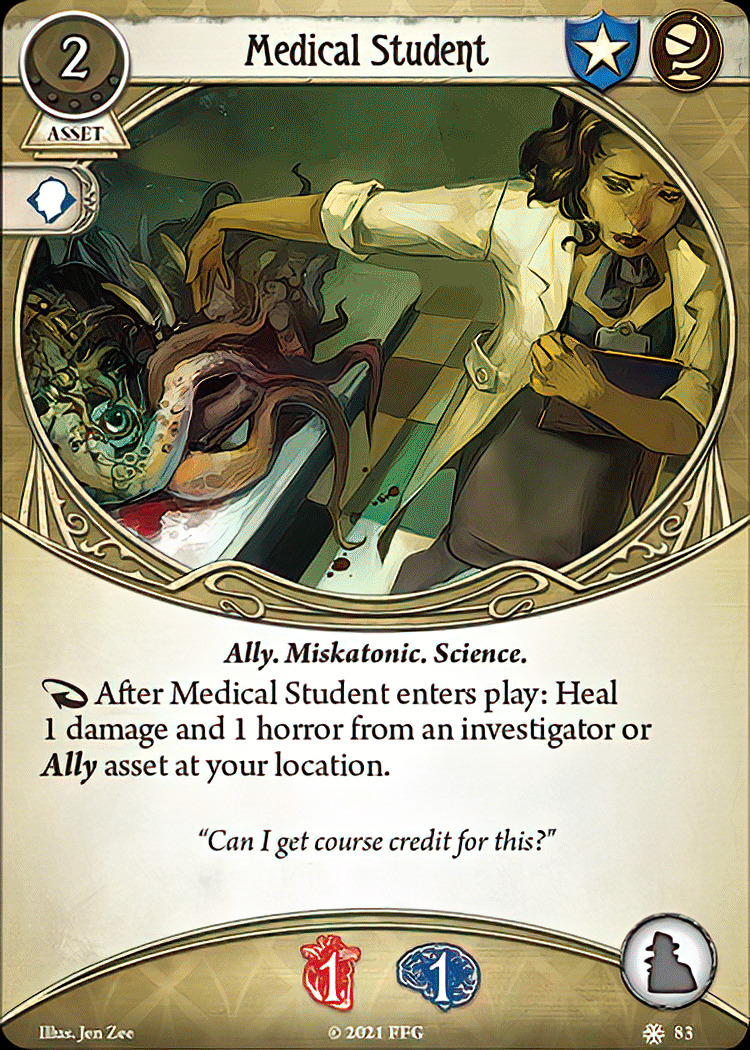 2
Medical Student
ASSET
Ally. Miskatonic. Science.
After Medical Student enters play: Heal
1 damage and 1 horror from an investigator or
Ally asset at your location.
“Can I get course credit for this?”
1 1
Illus. Jen Zee © 2021 FFG 83